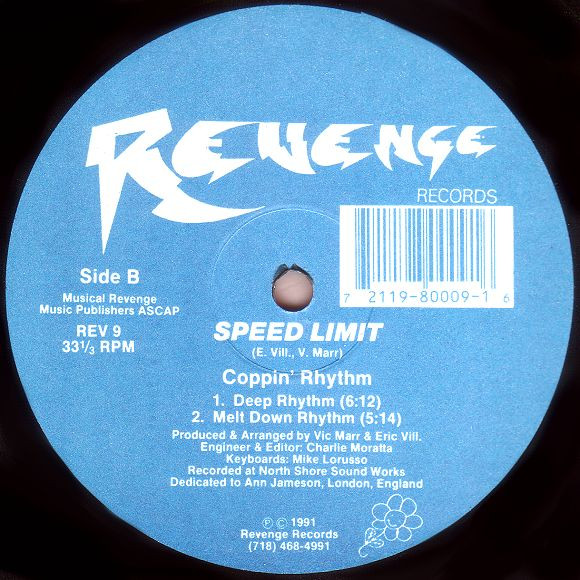 REVENGE
RECORDS
7 21119-80009-1 6
Side B
Musical Revenge
Music Publishers ASCAP
REV 9
33 1/3 RPM
SPEED LIMIT
(E. Vill., V. Marr)
Coppin' Rhythm
1. Deep Rhythm (6:12)
2. Melt Down Rhythm (5:14)
Produced & Arranged by Vic Marr & Eric Vill.
Engineer & Editor: Charlie Moratta
Keyboards: Mike Lorusso
Recorded at North Shore Sound Works
Dedicated to Ann Jameson, London, England
℗ © 1991
Revenge Records
(718) 468-4991